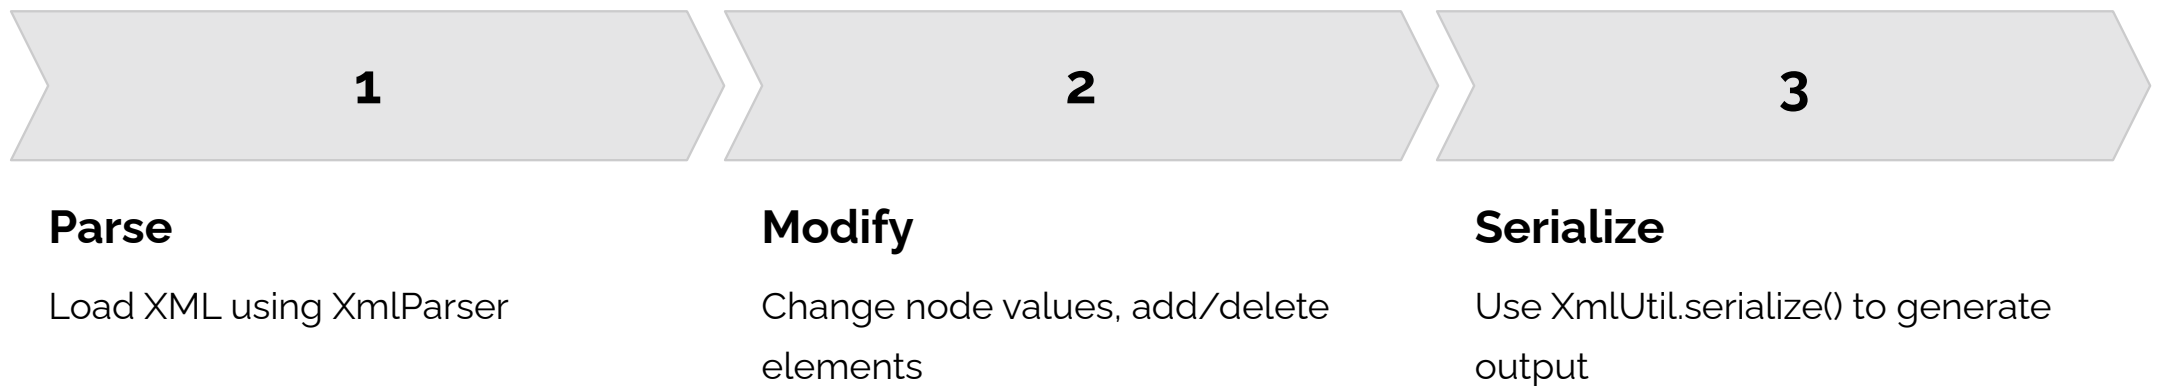 1
2
3
Parse
Load XML using XmlParser
Modify
Change node values, add/delete
elements
Serialize
Use XmlUtil.serialize() to generate
output